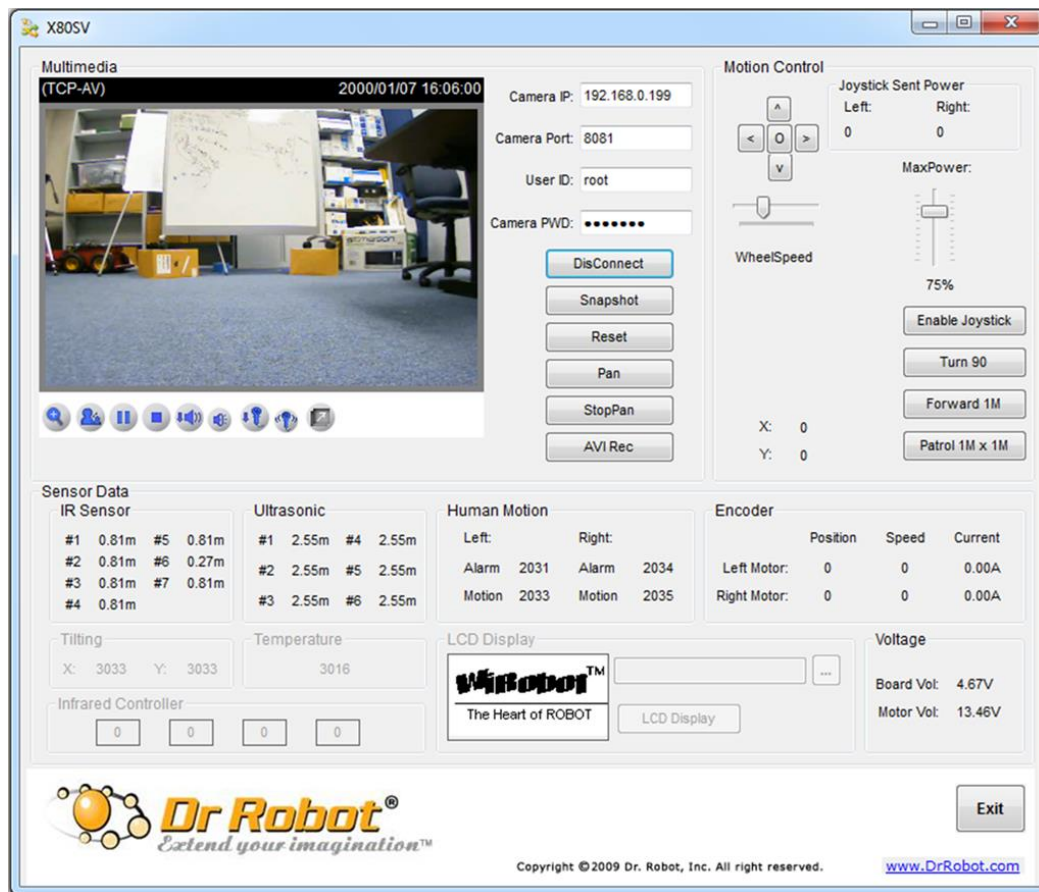 X80SV
Multimedia
(TCP-AV) 2000/01/07 16:06:00
Camera IP: 192.168.0.199
Camera Port: 8081
User ID: root
Camera PWD: ●●●●●●●
DisConnect
Snapshot
Reset
Pan
StopPan
AVI Rec
Motion Control
Joystick Sent Power
Left: Right:
0 0
^
< O >
v
WheelSpeed
MaxPower:
75%
Enable Joystick
Turn 90
Forward 1M
Patrol 1M x 1M
X: 0
Y: 0
Sensor Data
IR Sensor
#1 0.81m #5 0.81m
#2 0.81m #6 0.27m
#3 0.81m #7 0.81m
#4 0.81m
Ultrasonic
#1 2.55m #4 2.55m
#2 2.55m #5 2.55m
#3 2.55m #6 2.55m
Human Motion
Left: Right:
Alarm 2031 Alarm 2034
Motion 2033 Motion 2035
Encoder
Position Speed Current
Left Motor: 0 0 0.00A
Right Motor: 0 0 0.00A
Tilting
X: 3033 Y: 3033
Temperature
3016
Infrared Controller
0 0 0 0
LCD Display
WiRobot™
The Heart of ROBOT
...
LCD Display
Voltage
Board Vol: 4.67V
Motor Vol: 13.46V
Dr Robot®
Extend your imagination™
Exit
Copyright ©2009 Dr. Robot, Inc. All right reserved.
www.DrRobot.com